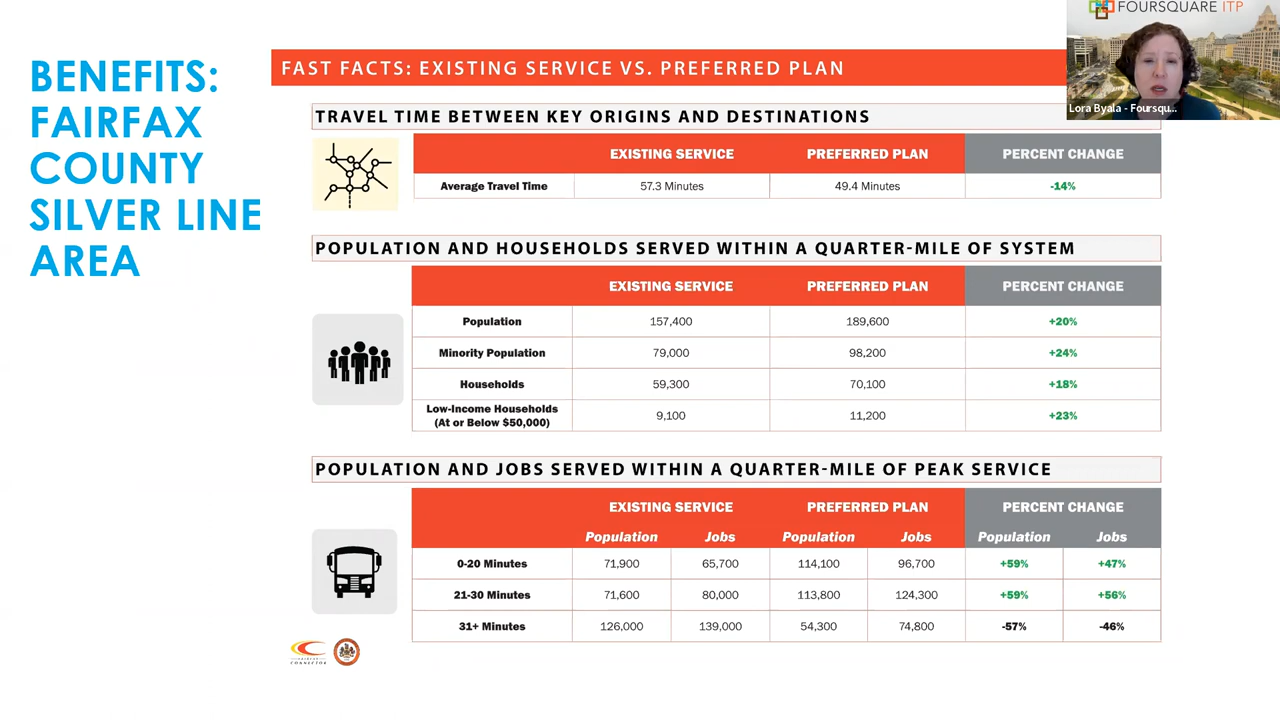 BENEFITS:
FAIRFAX
COUNTY
SILVER LINE
AREA
FOURSQUARE ITP
Lora Byala - Foursqu...
FAST FACTS: EXISTING SERVICE VS. PREFERRED PLAN
TRAVEL TIME BETWEEN KEY ORIGINS AND DESTINATIONS
EXISTING SERVICE PREFERRED PLAN PERCENT CHANGE
Average Travel Time 57.3 Minutes 49.4 Minutes -14%
POPULATION AND HOUSEHOLDS SERVED WITHIN A QUARTER-MILE OF SYSTEM
EXISTING SERVICE PREFERRED PLAN PERCENT CHANGE
Population 157,400 189,600 +20%
Minority Population 79,000 98,200 +24%
Households 59,300 70,100 +18%
Low-Income Households
(At or Below $50,000) 9,100 11,200 +23%
POPULATION AND JOBS SERVED WITHIN A QUARTER-MILE OF PEAK SERVICE
EXISTING SERVICE PREFERRED PLAN PERCENT CHANGE
Population Jobs Population Jobs Population Jobs
0-20 Minutes 71,900 65,700 114,100 96,700 +59% +47%
21-30 Minutes 71,600 80,000 113,800 124,300 +59% +56%
31+ Minutes 126,000 139,000 54,300 74,800 -57% -46%
CONNECTOR